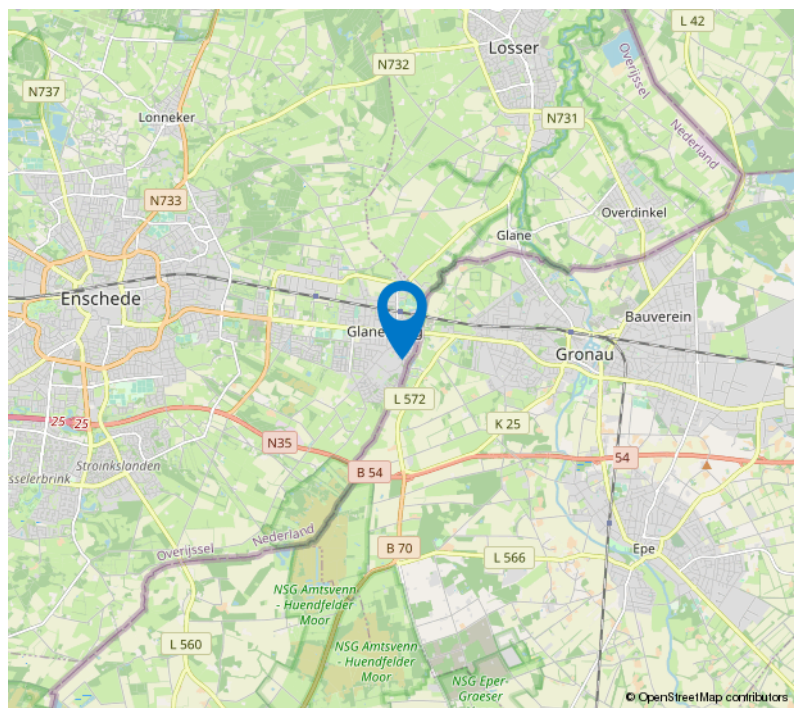 L 42
Losser
Overijssel
N732
N737
Lonneker
N731
Nederland
N733
Overdinkel
Glane
Enschede
Bauverein
Glane
Gronau
L 572
K 25
25
25
N35
Stroinkslanden
sselerbrink
B 54
54
Overijssel
Nederland
B 70
Epe
L 566
NSG Amtsvenn
- Huendfelder
Moor
L 560
NSG Amtsvenn
- Huendfelder
Moor
NSG Eper-
Graeser
© OpenStreetMap contributors